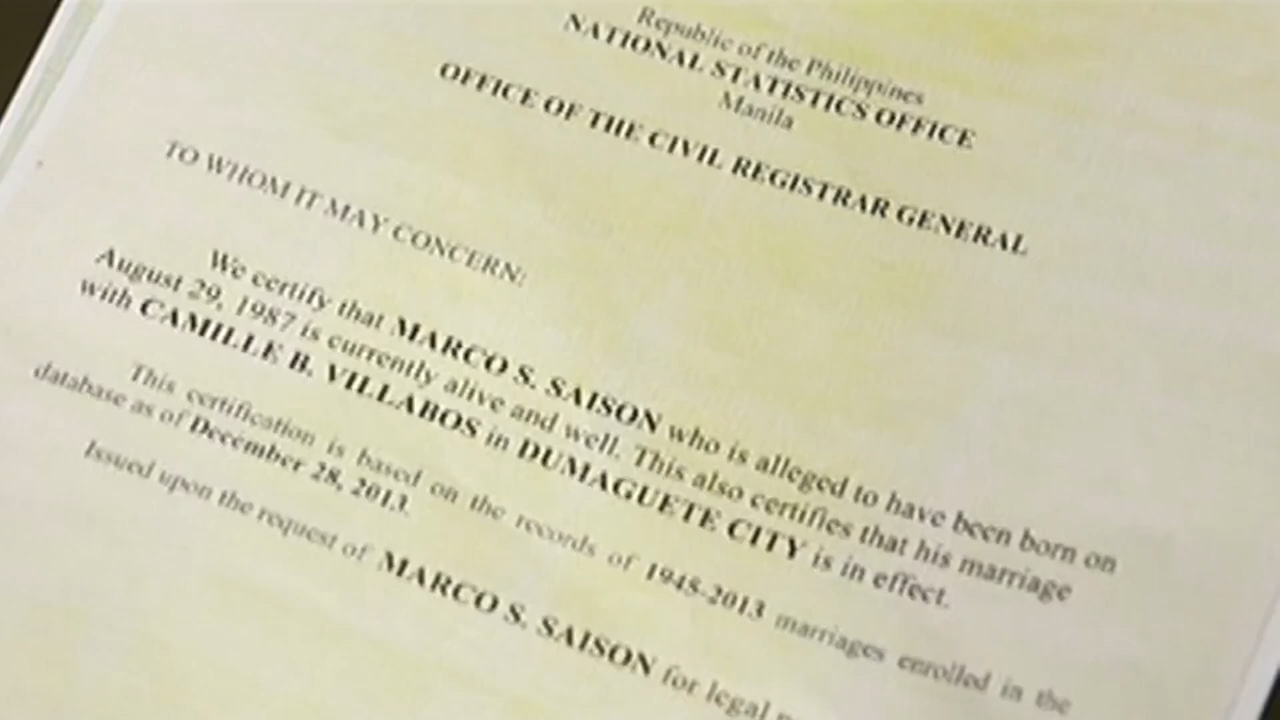 Republic of the Philippines
NATIONAL STATISTICS OFFICE
Manila
OFFICE OF THE CIVIL REGISTRAR GENERAL
TO WHOM IT MAY CONCERN:
We certify that MARCO S. SAISON who is alleged to have been born on
August 29, 1987 is currently alive and well. This also certifies that his marriage
with CAMILLE B. VILLABOS in DUMAGUETE CITY is in effect.
This certification is based on the records of 1945-2013 marriages enrolled in the
database as of December 28, 2013.
Issued upon the request of MARCO S. SAISON for legal